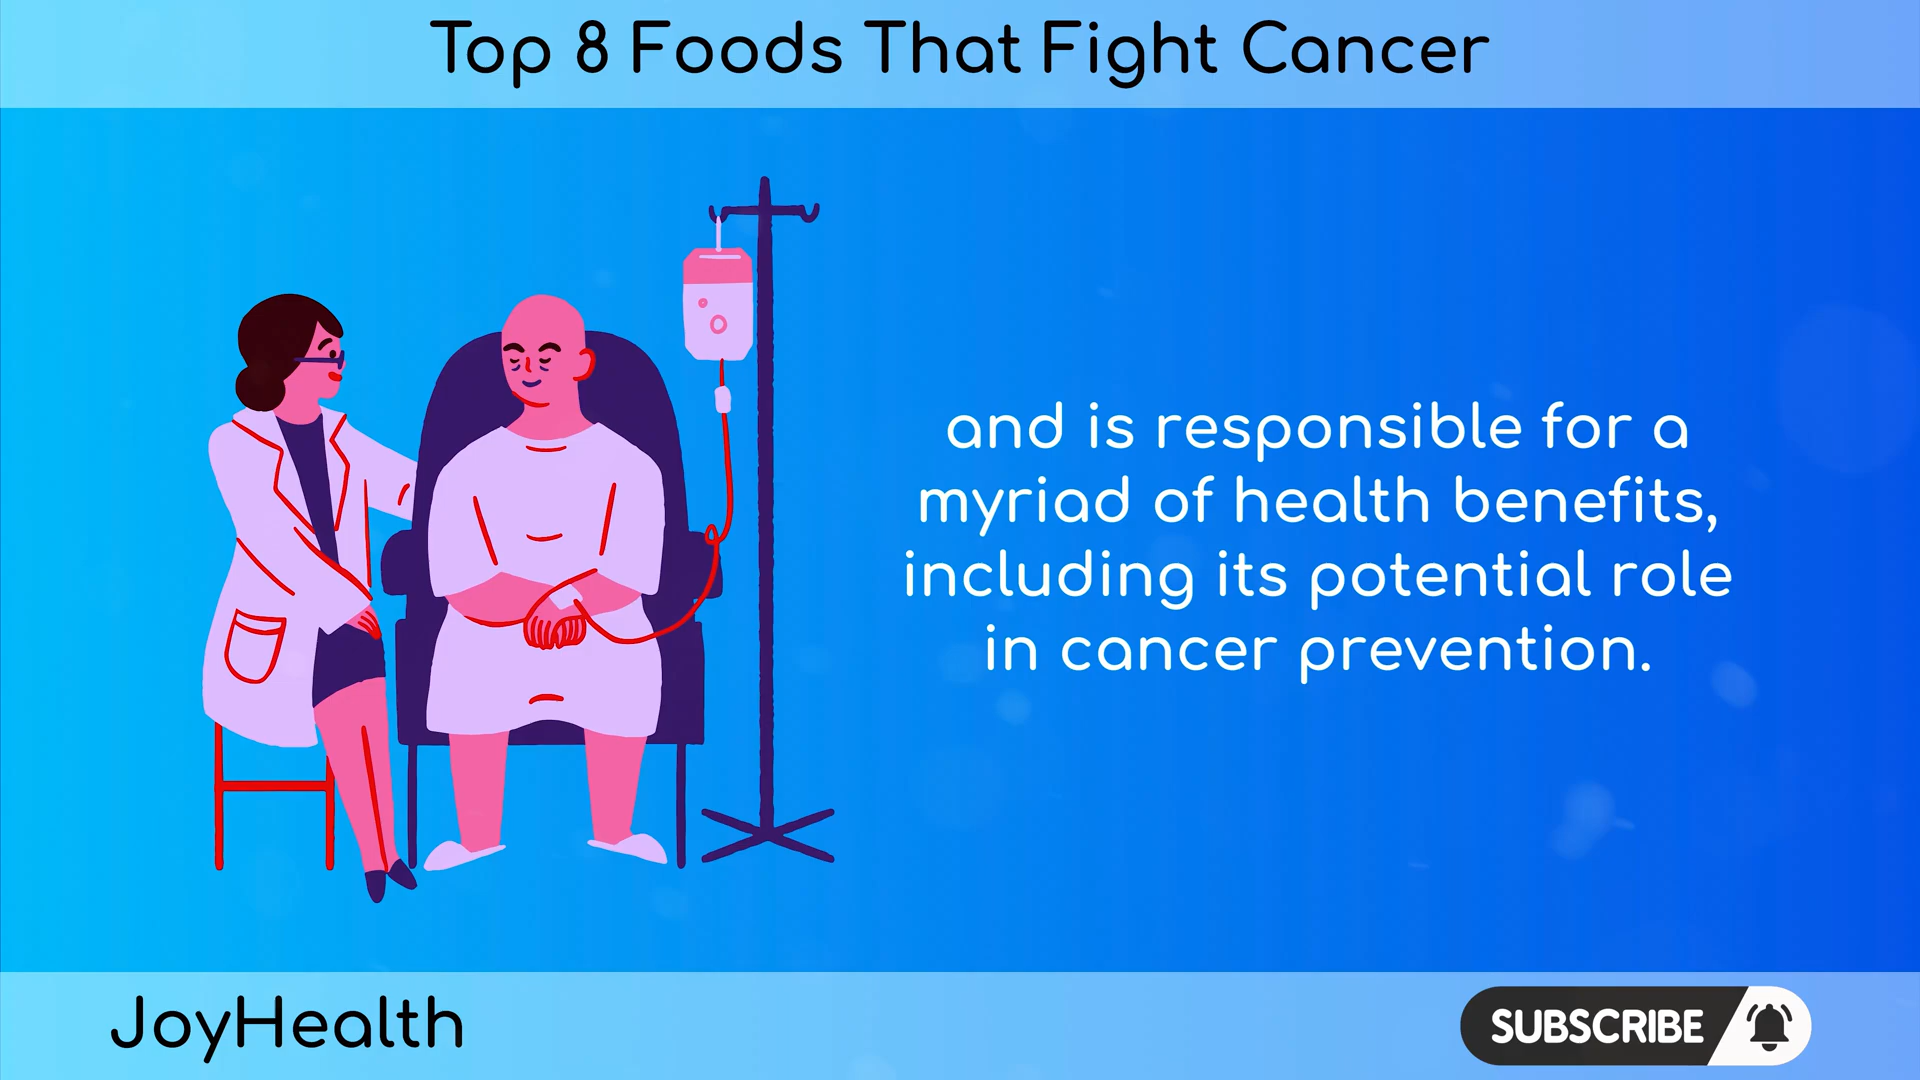 Top 8 Foods That Fight Cancer
and is responsible for a
myriad of health benefits,
including its potential role
in cancer prevention.
JoyHealth
SUBSCRIBE